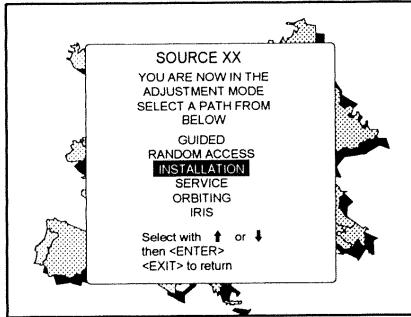 SOURCE XX
YOU ARE NOW IN THE
ADJUSTMENT MODE
SELECT A PATH FROM
BELOW
GUIDED
RANDOM ACCESS
INSTALLATION
SERVICE
ORBITING
IRIS
Select with ↑ or ↓
then <ENTER>
<EXIT> to return